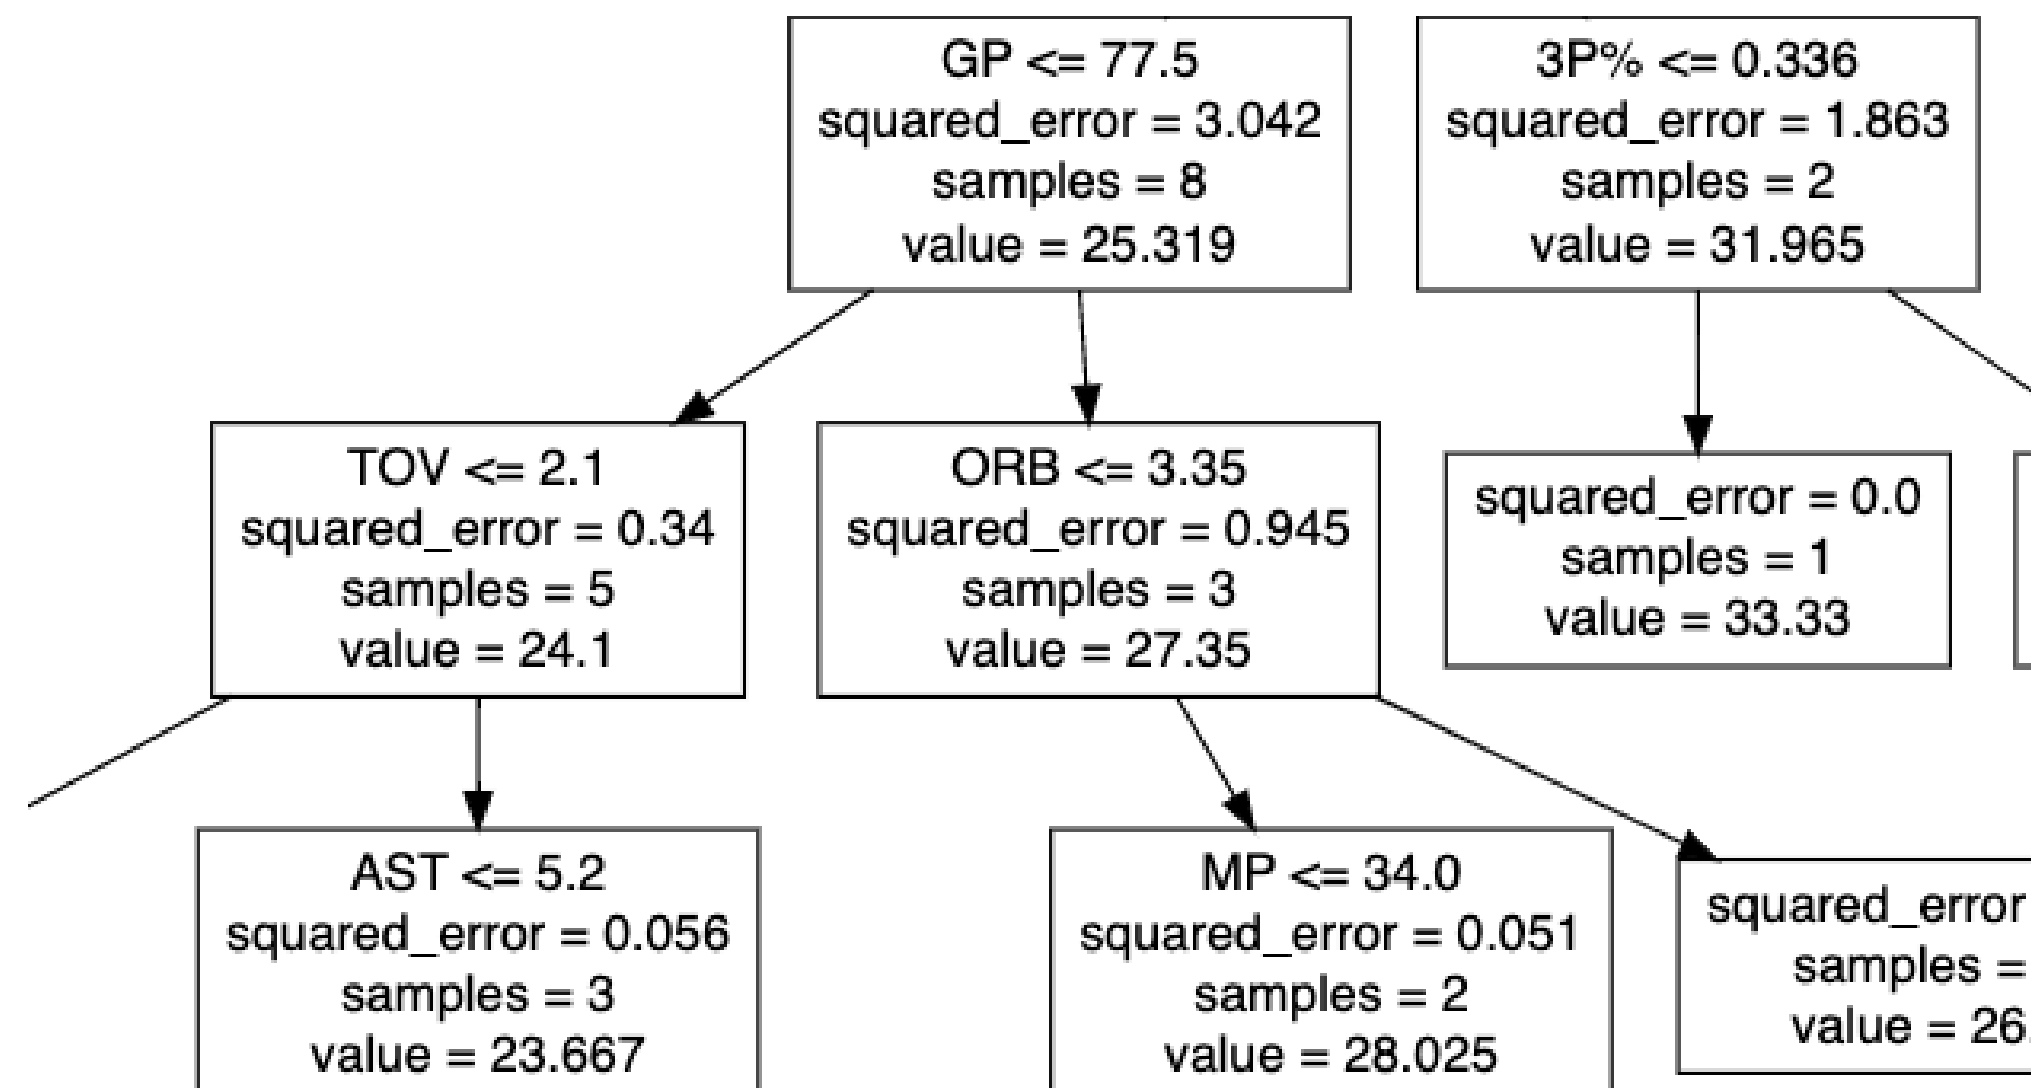 GP <= 77.5
squared_error = 3.042
samples = 8
value = 25.319
3P% <= 0.336
squared_error = 1.863
samples = 2
value = 31.965
TOV <= 2.1
squared_error = 0.34
samples = 5
value = 24.1
ORB <= 3.35
squared_error = 0.945
samples = 3
value = 27.35
squared_error = 0.0
samples = 1
value = 33.33
AST <= 5.2
squared_error = 0.056
samples = 3
value = 23.667
MP <= 34.0
squared_error = 0.051
samples = 2
value = 28.025
squared_error
samples =
value = 26.